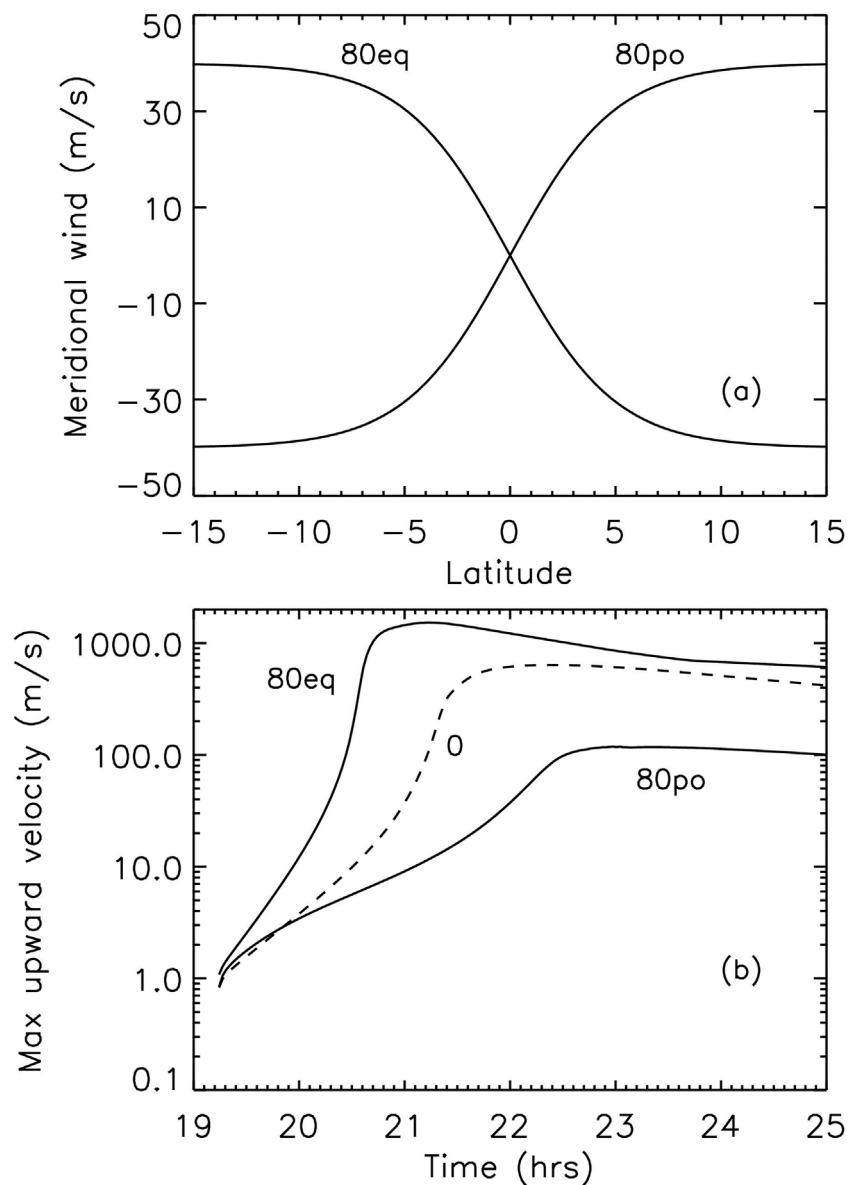 50
80eq 80po
30
10
−10
−30
(a)
−50
−15 −10 −5 0 5 10 15
Latitude
Meridional wind (m/s)
1000.0
80eq
0
100.0
80po
10.0
1.0
(b)
0.1
19 20 21 22 23 24 25
Time (hrs)
Max upward velocity (m/s)